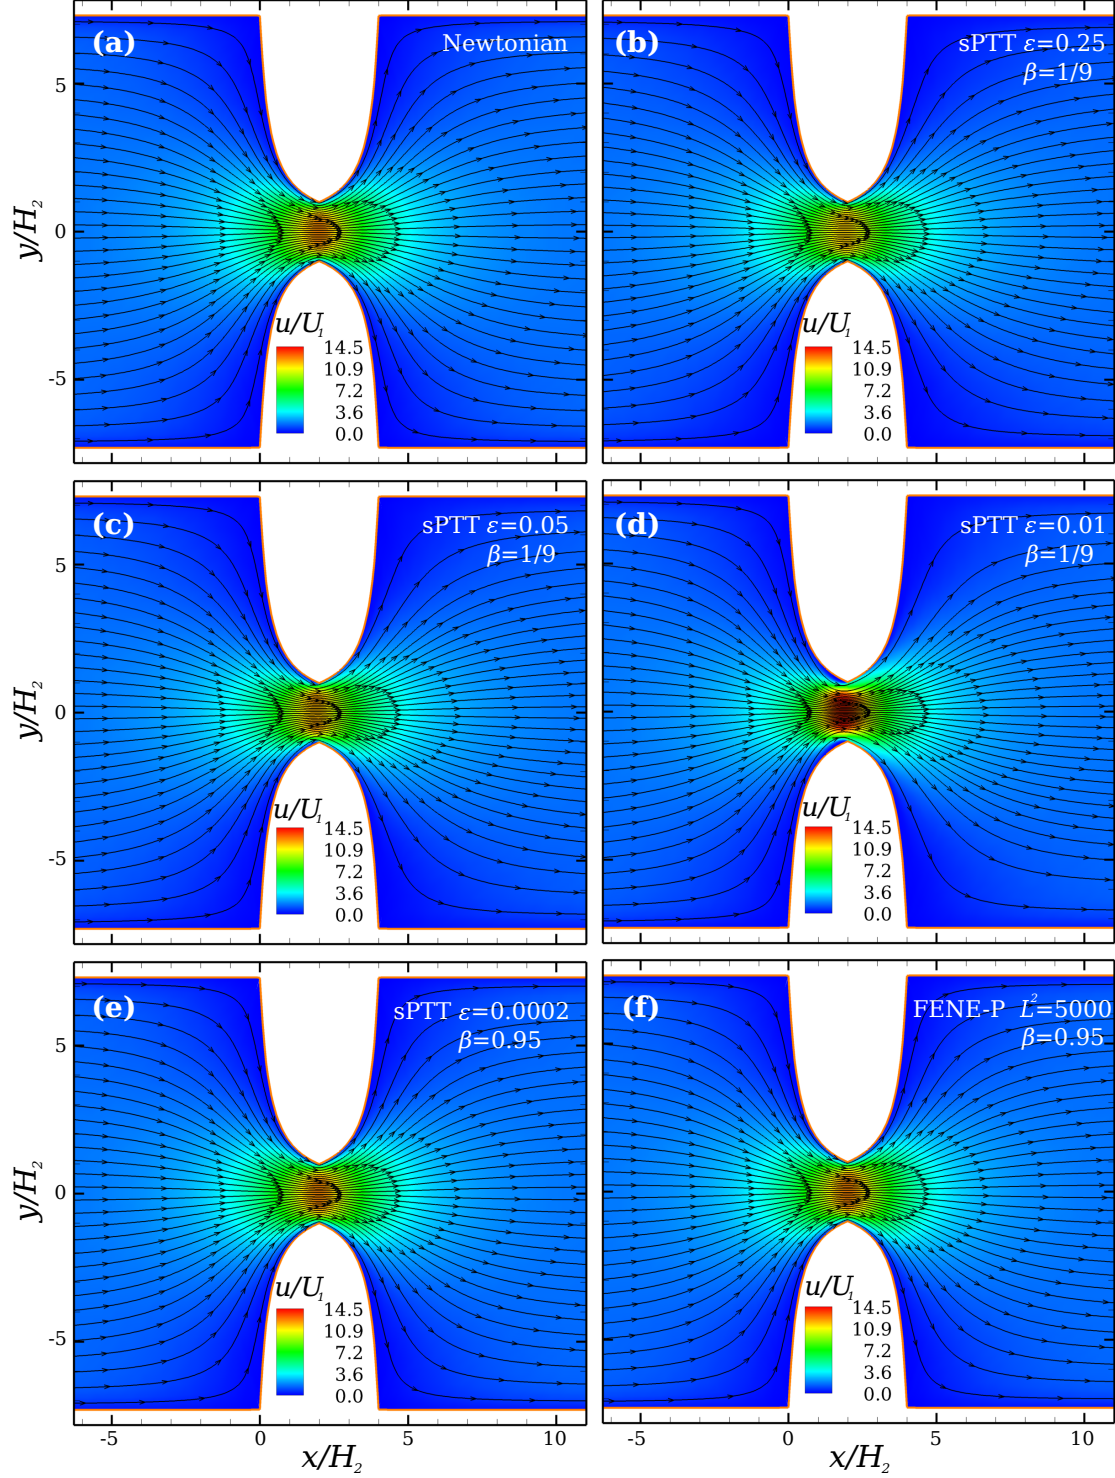 (a) Newtonian
5
y/H₂
0
u/U₁
14.5
10.9
7.2
3.6
0.0
-5
(b) sPTT ε=0.25
β=1/9
u/U₁
14.5
10.9
7.2
3.6
0.0
(c) sPTT ε=0.05
β=1/9
5
y/H₂
0
u/U₁
14.5
10.9
7.2
3.6
0.0
-5
(d) sPTT ε=0.01
β=1/9
u/U₁
14.5
10.9
7.2
3.6
0.0
(e) sPTT ε=0.0002
β=0.95
5
y/H₂
0
u/U₁
14.5
10.9
7.2
3.6
0.0
-5
-5 0 5 10
x/H₂
(f) FENE-P L²=5000
β=0.95
u/U₁
14.5
10.9
7.2
3.6
0.0
-5 0 5 10
x/H₂